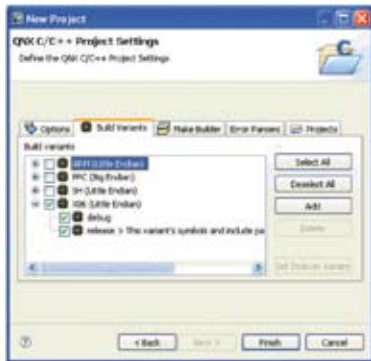 New Project
QNX C/C++ Project Settings
Define the QNX C/C++ Project Settings
Options Build Variants Make Builder Error Parsers Projects
Build variants
ARM (Little Endian)
PPC (Big Endian)
SH (Little Endian)
X86 (Little Endian)
debug
release > This variant's symbols and include pa
Select All
Deselect All
Add
Delete
Set Indexer Variant
< Back Next > Finish Cancel